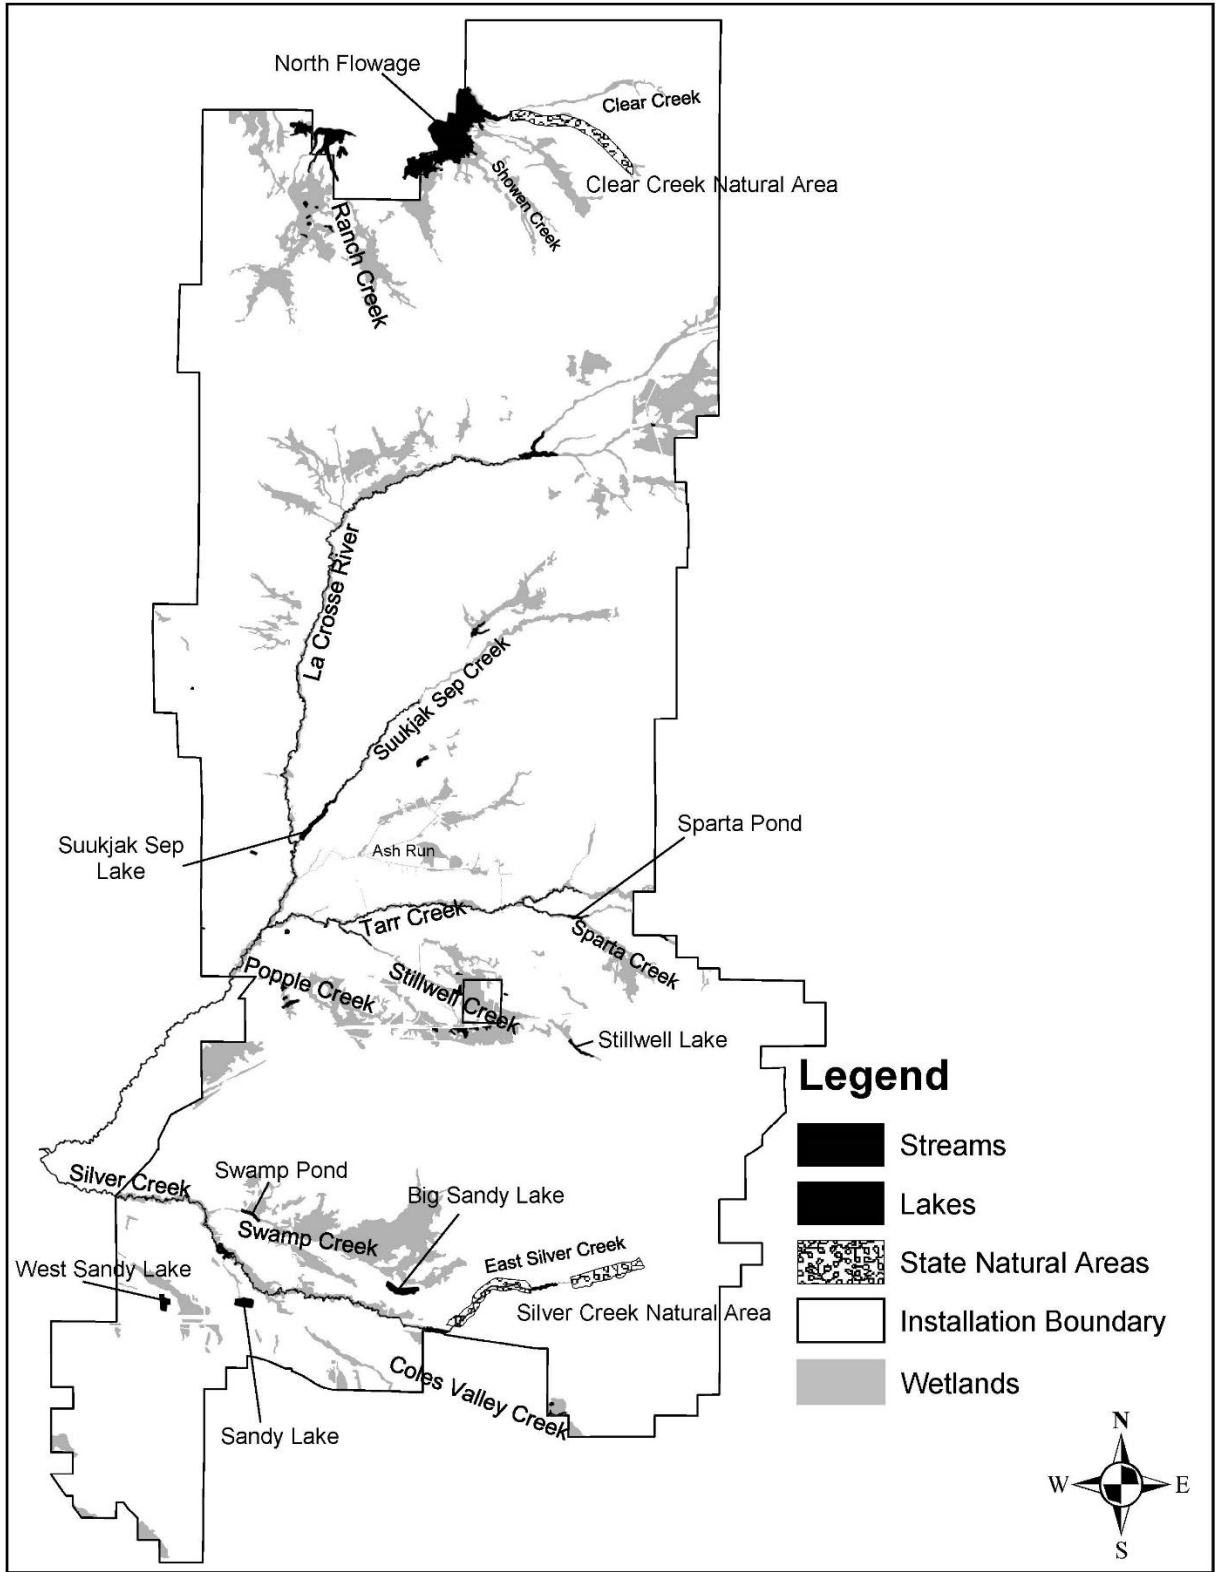 North Flowage
Clear Creek
Clear Creek Natural Area
Showen Creek
Ranch Creek
La Crosse River
Suukjak Sep Creek
Sparta Pond
Suukjak Sep
Lake
Ash Run
Tarr Creek
Sparta Creek
Popple Creek
Stillwell Creek
Stillwell Lake
Legend
Streams
Lakes
State Natural Areas
Installation Boundary
Wetlands
Silver Creek
Swamp Pond
Big Sandy Lake
Swamp Creek
East Silver Creek
West Sandy Lake
Silver Creek Natural Area
Coles Valley Creek
Sandy Lake
N
W
E
S